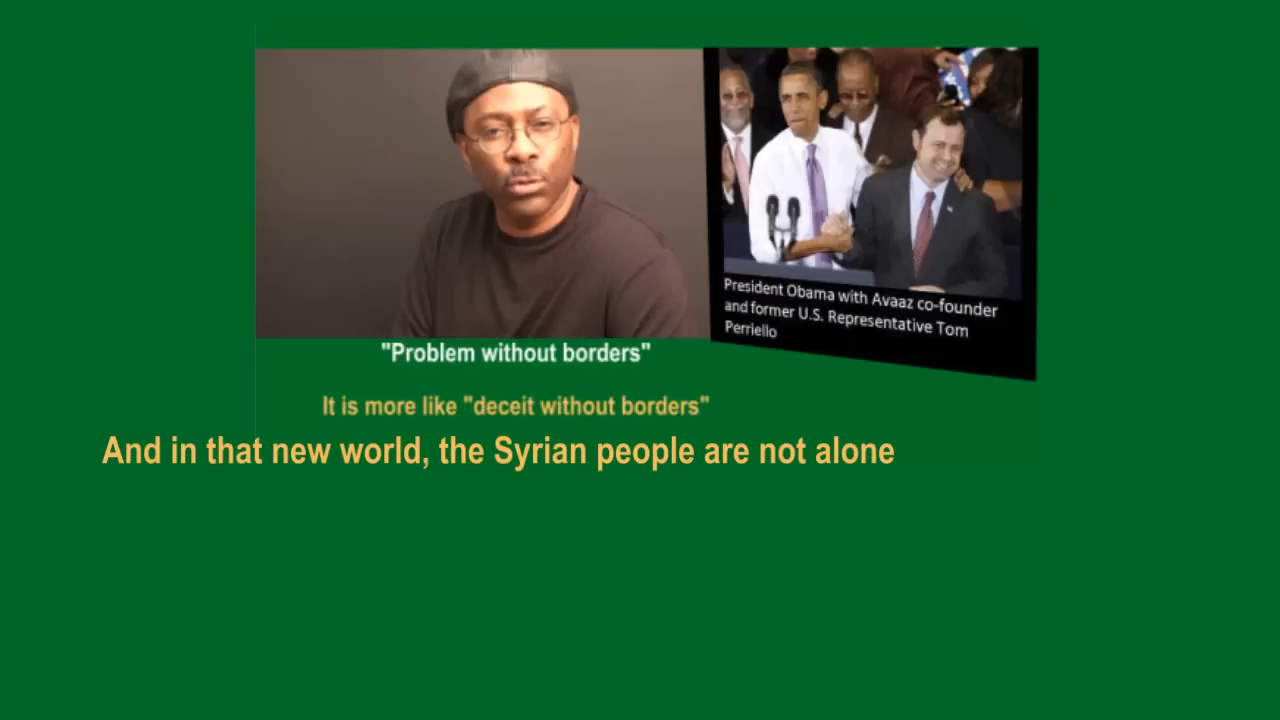 President Obama with Avaaz co-founder
and former U.S. Representative Tom
Perriello
"Problem without borders"
It is more like "deceit without borders"
And in that new world, the Syrian people are not alone